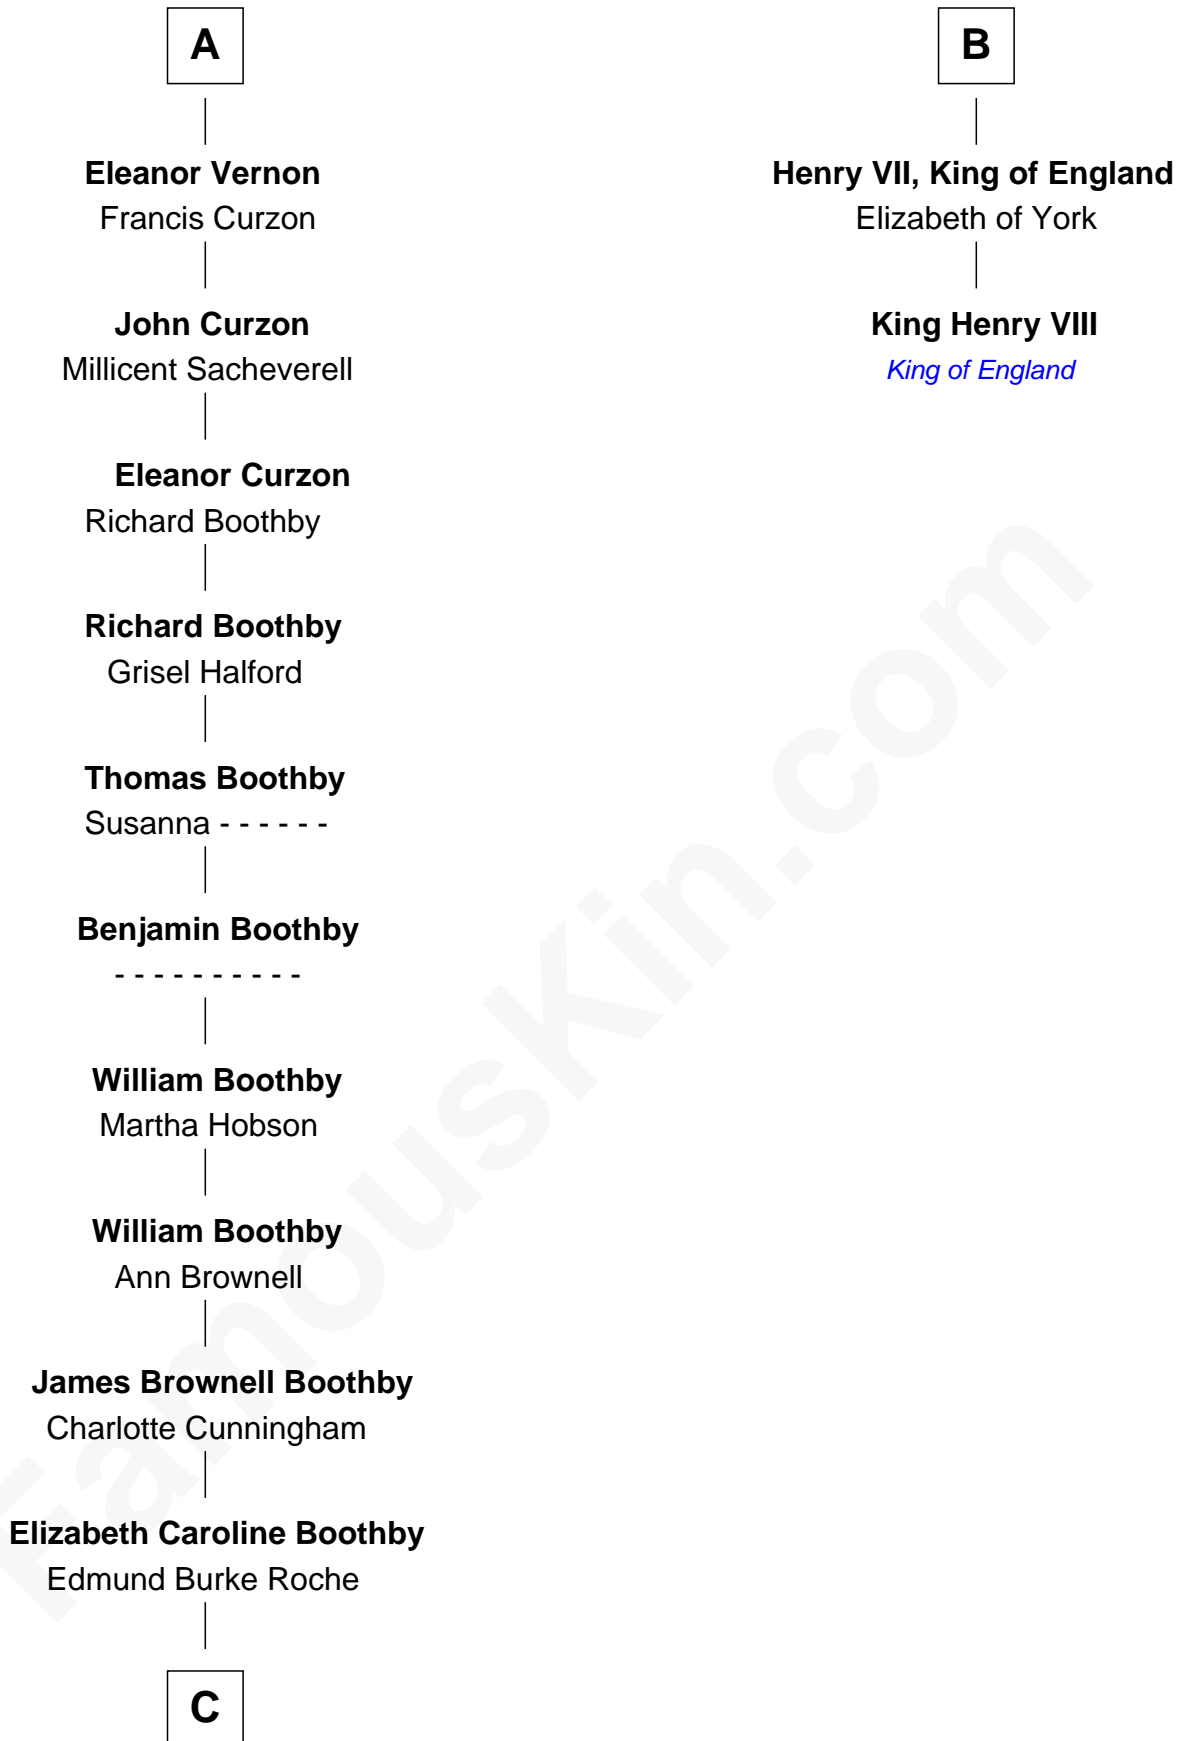 A
Eleanor Vernon
Francis Curzon
John Curzon
Millicent Sacheverell
Eleanor Curzon
Richard Boothby
Richard Boothby
Grisel Halford
Thomas Boothby
Susanna - - - - - -
Benjamin Boothby
- - - - - - - - - -
William Boothby
Martha Hobson
William Boothby
Ann Brownell
James Brownell Boothby
Charlotte Cunningham
Elizabeth Caroline Boothby
Edmund Burke Roche
C
B
Henry VII, King of England
Elizabeth of York
King Henry VIII
King of England
FamousKin.com